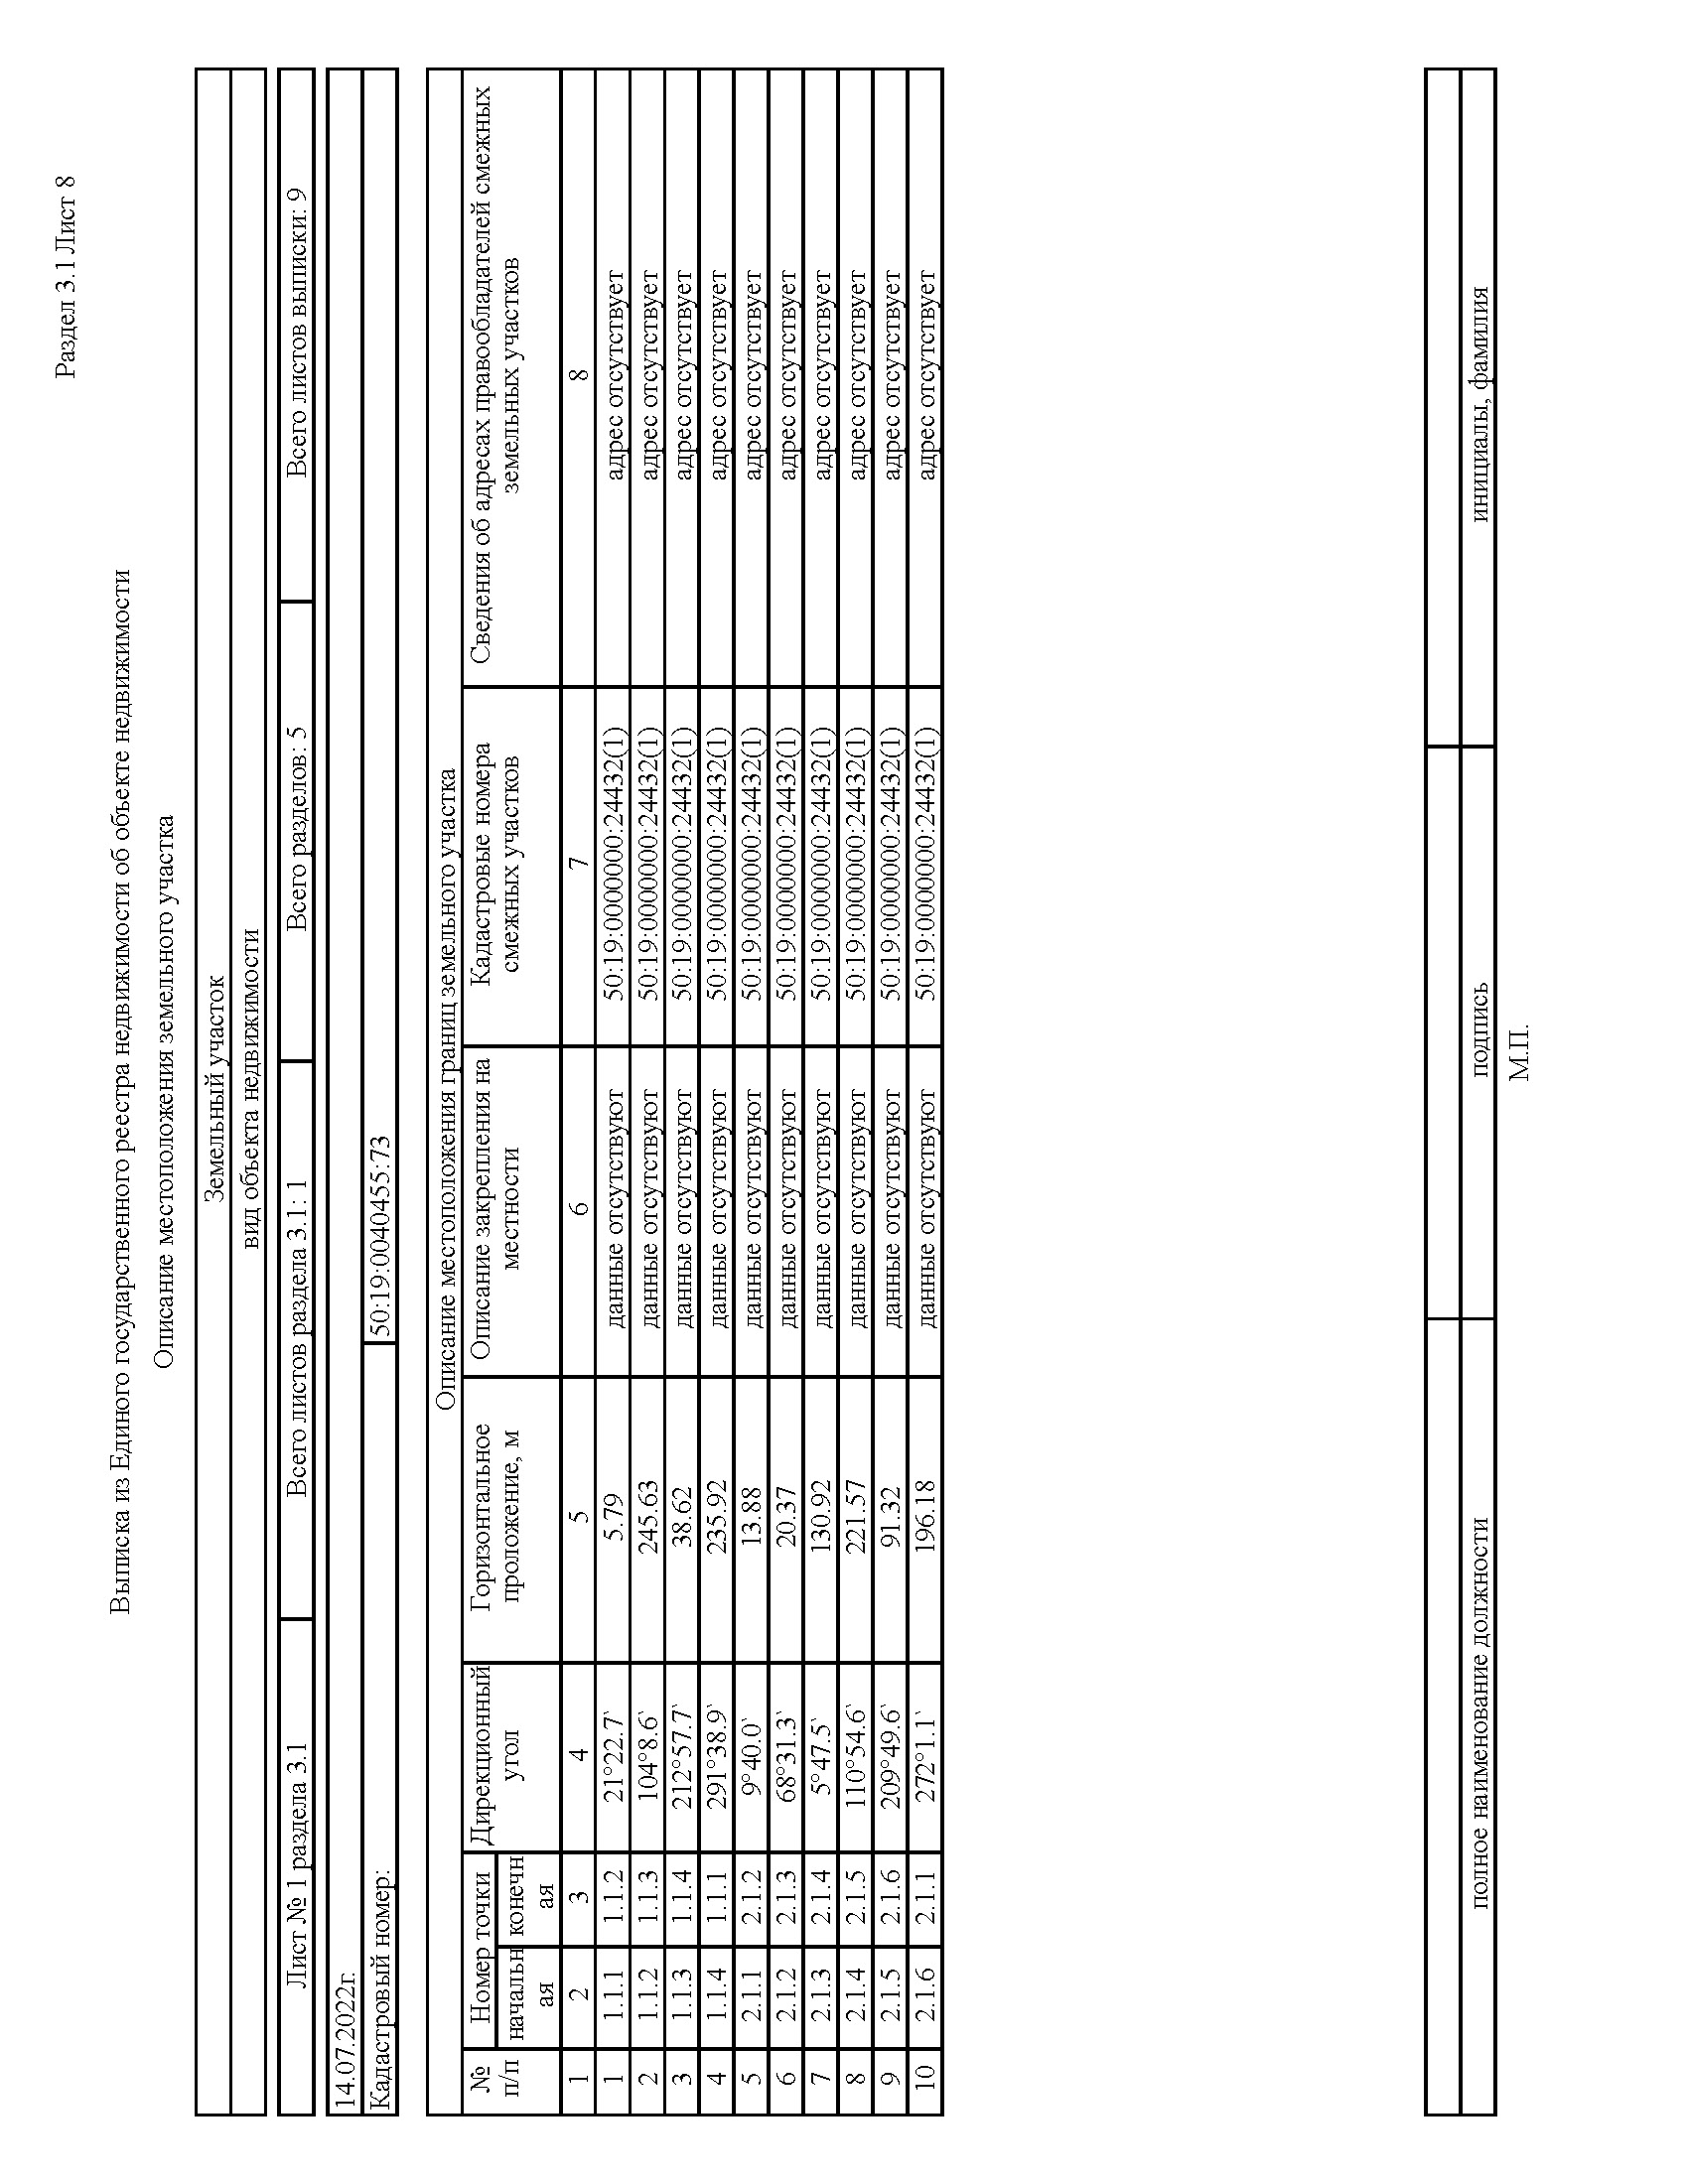 Раздел 3.1 Лист 8
Выписка из Единого государственного реестра недвижимости об объекте недвижимости
Описание местоположения земельного участка
Земельный участок
вид объекта недвижимости
Лист № 1 раздела 3.1 Всего листов раздела 3.1: 1 Всего разделов: 5 Всего листов выписки: 9
14.07.2022г.
Кадастровый номер: 50:19:0040455:73
Описание местоположения границ земельного участка
№ Номер точки Дирекционный Горизонтальное Описание закрепления на Кадастровые номера Сведения об адресах правообладателей смежных
п/п начальн конечн угол проложение, м местности смежных участков земельных участков
ая ая
1 2 3 4 5 6 7 8
1 1.1.1 1.1.2 21°22.7` 5.79 данные отсутствуют 50:19:0000000:24432(1) адрес отсутствует
2 1.1.2 1.1.3 104°8.6` 245.63 данные отсутствуют 50:19:0000000:24432(1) адрес отсутствует
3 1.1.3 1.1.4 212°57.7` 38.62 данные отсутствуют 50:19:0000000:24432(1) адрес отсутствует
4 1.1.4 1.1.1 291°38.9` 235.92 данные отсутствуют 50:19:0000000:24432(1) адрес отсутствует
5 2.1.1 2.1.2 9°40.0` 13.88 данные отсутствуют 50:19:0000000:24432(1) адрес отсутствует
6 2.1.2 2.1.3 68°31.3` 20.37 данные отсутствуют 50:19:0000000:24432(1) адрес отсутствует
7 2.1.3 2.1.4 5°47.5` 130.92 данные отсутствуют 50:19:0000000:24432(1) адрес отсутствует
8 2.1.4 2.1.5 110°54.6` 221.57 данные отсутствуют 50:19:0000000:24432(1) адрес отсутствует
9 2.1.5 2.1.6 209°49.6` 91.32 данные отсутствуют 50:19:0000000:24432(1) адрес отсутствует
10 2.1.6 2.1.1 272°1.1` 196.18 данные отсутствуют 50:19:0000000:24432(1) адрес отсутствует
полное наименование должности подпись инициалы, фамилия
М.П.